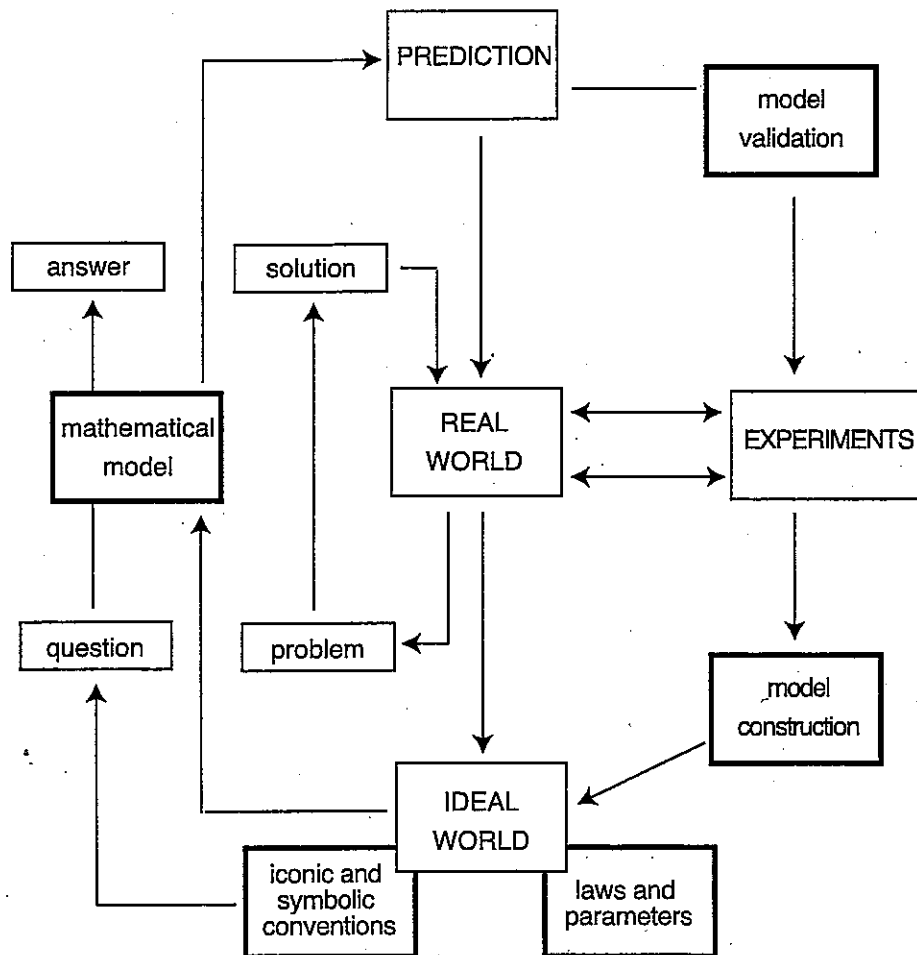 PREDICTION
model
validation
answer
solution
mathematical
model
REAL
WORLD
EXPERIMENTS
question
problem
model
construction
IDEAL
WORLD
iconic and
symbolic
conventions
laws and
parameters